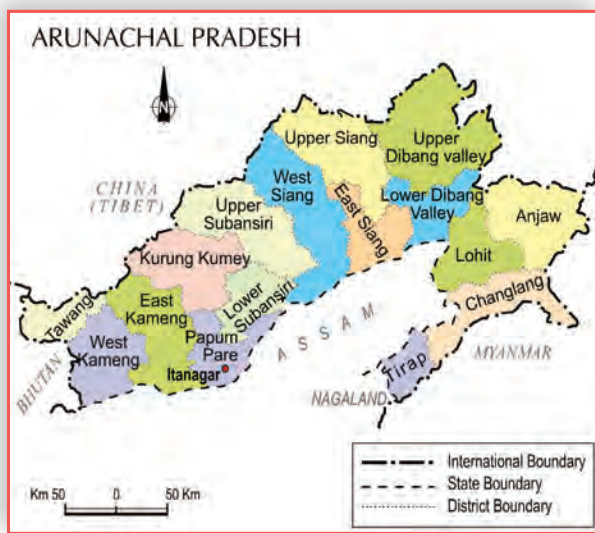 ARUNACHAL PRADESH
N
CHINA
(TIBET)
Upper Siang
Upper
Dibang valley
West
Siang
Lower Dibang
Valley
Anjaw
Upper
Subansiri
East Siang
Lohit
Kurung Kumey
Lower
Subansiri
Changlang
Tawang
East
Kameng
West
Kameng
Papum
Pare
Itanagar
ASSAM
BHUTAN
Tirap
MYANMAR
NAGALAND
Km 50 0 50 Km
International Boundary
State Boundary
District Boundary